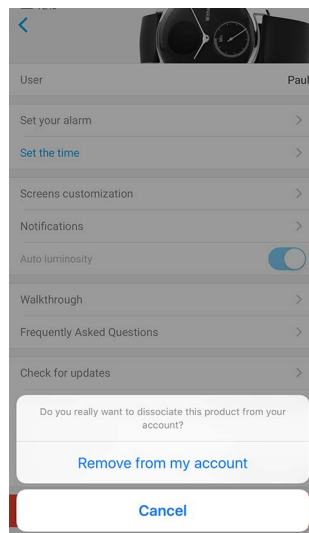 User Paul
Set your alarm
Set the time
Screens customization
Notifications
Auto luminosity
Walkthrough
Frequently Asked Questions
Check for updates
Do you really want to dissociate this product from your
account?
Remove from my account
Cancel